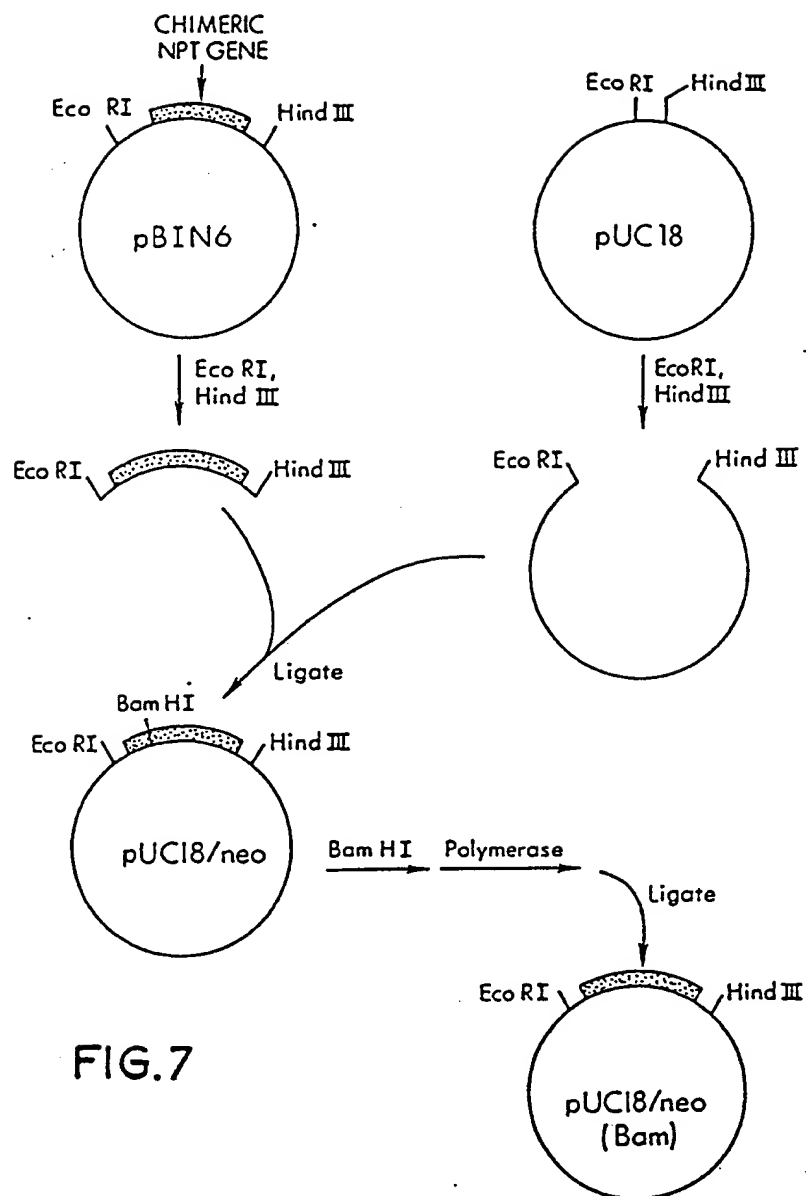 CHIMERIC
NPT GENE
Eco RI
Hind III
pBIN6
Eco RI
Hind III
pUC18
Eco RI,
Hind III
EcoRI,
Hind III
Eco RI
Hind III
Eco RI
Hind III
Ligate
Bam HI
Eco RI
Hind III
pUC18/neo
Bam HI
Polymerase
Ligate
Eco RI
Hind III
pUC18/neo
(Bam)
FIG.7